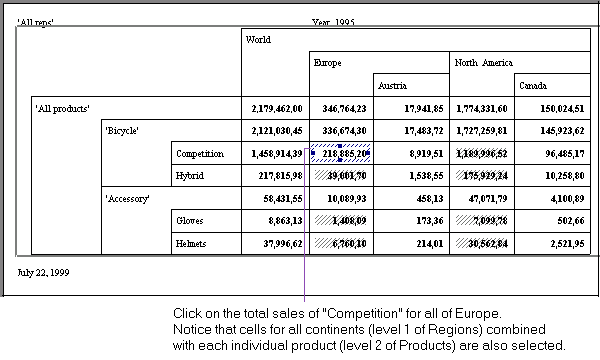 'All reps' Year 1995
World
Europe North America
Austria Canada
'All products' 2,179,462,00 346,764,23 17,941,85 1,774,331,60 150,024,51
'Bicycle' 2,121,030,45 336,674,30 17,483,72 1,727,259,81 145,923,62
Competition 1,458,914,39 218,885,20 8,919,51 1,189,996,52 96,485,17
Hybrid 217,815,98 39,001,70 1,538,55 175,929,24 10,258,80
'Accessory' 58,431,55 10,089,93 458,13 47,071,79 4,100,89
Gloves 8,863,13 1,408,09 173,36 7,099,78 502,66
Helmets 37,996,62 6,760,10 214,01 30,562,84 2,521,95
July 22, 1999
Click on the total sales of "Competition" for all of Europe.
Notice that cells for all continents (level 1 of Regions) combined
with each individual product (level 2 of Products) are also selected.